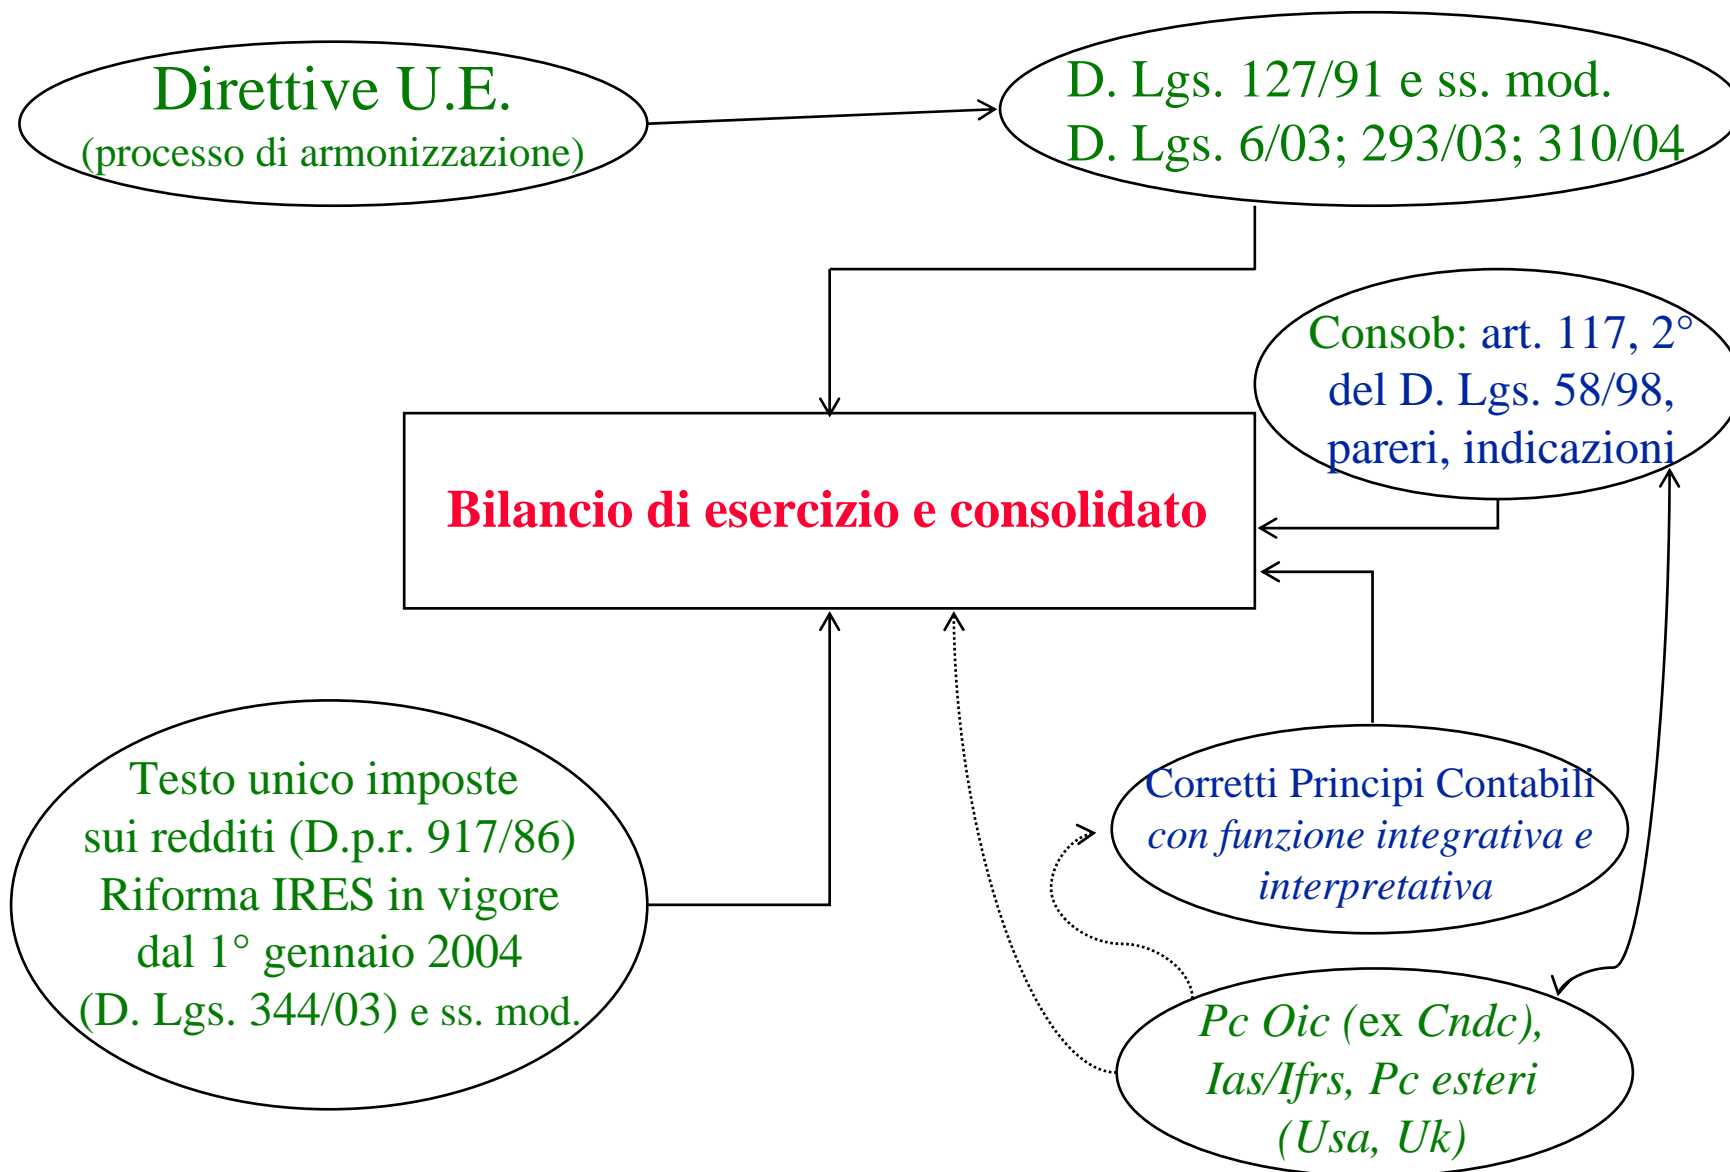 Direttive U.E.
(processo di armonizzazione)
D. Lgs. 127/91 e ss. mod.
D. Lgs. 6/03; 293/03; 310/04
Consob: art. 117, 2°
del D. Lgs. 58/98,
pareri, indicazioni
Bilancio di esercizio e consolidato
Testo unico imposte
sui redditi (D.p.r. 917/86)
Riforma IRES in vigore
dal 1° gennaio 2004
(D. Lgs. 344/03) e ss. mod.
Corretti Principi Contabili
con funzione integrativa e
interpretativa
Pc Oic (ex Cndc),
Ias/Ifrs, Pc esteri
(Usa, Uk)